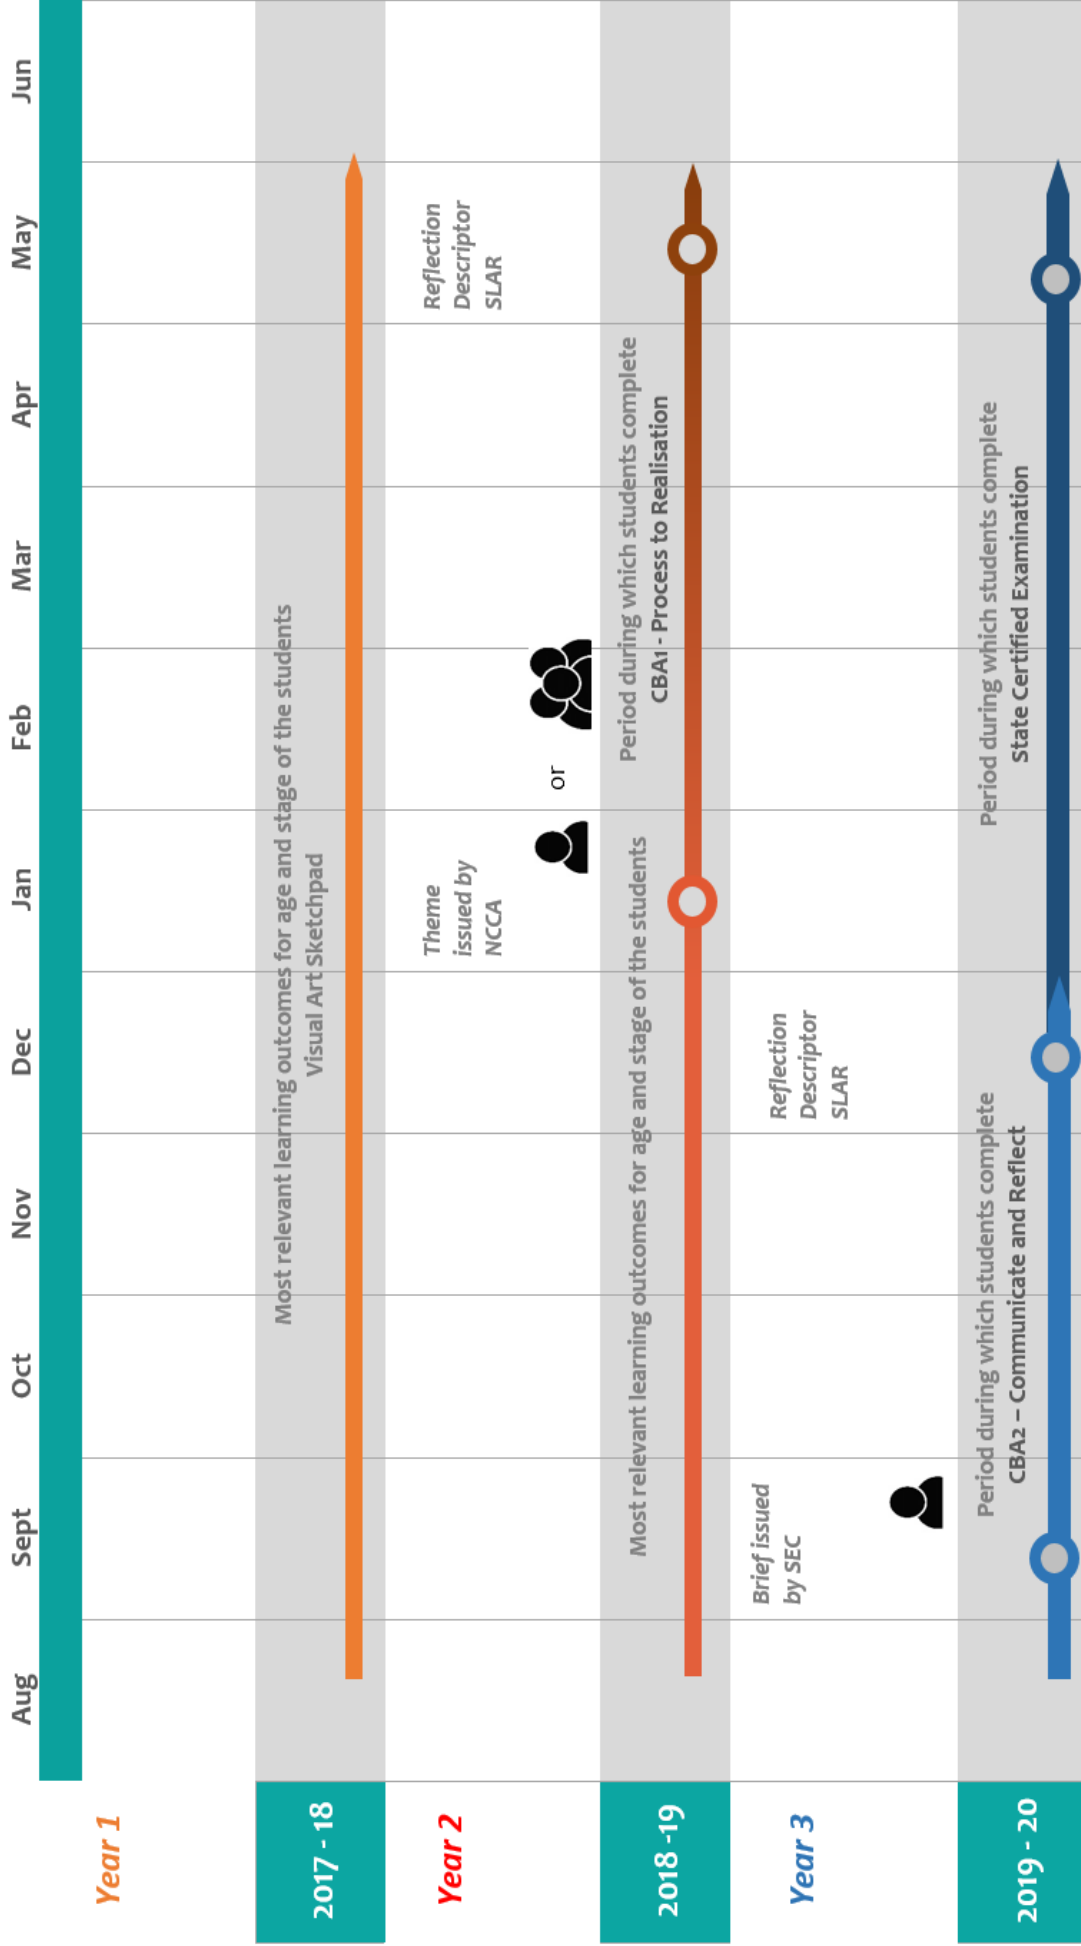 Aug Sept Oct Nov Dec Jan Feb Mar Apr May Jun
Year 1
2017 - 18
Most relevant learning outcomes for age and stage of the students
Visual Art Sketchpad
Year 2
Theme
issued by
NCCA
or
Reflection
Descriptor
SLAR
2018 -19
Most relevant learning outcomes for age and stage of the students
Period during which students complete
CBA1 - Process to Realisation
Year 3
Brief issued
by SEC
Reflection
Descriptor
SLAR
2019 - 20
Period during which students complete
CBA2 – Communicate and Reflect
Period during which students complete
State Certified Examination